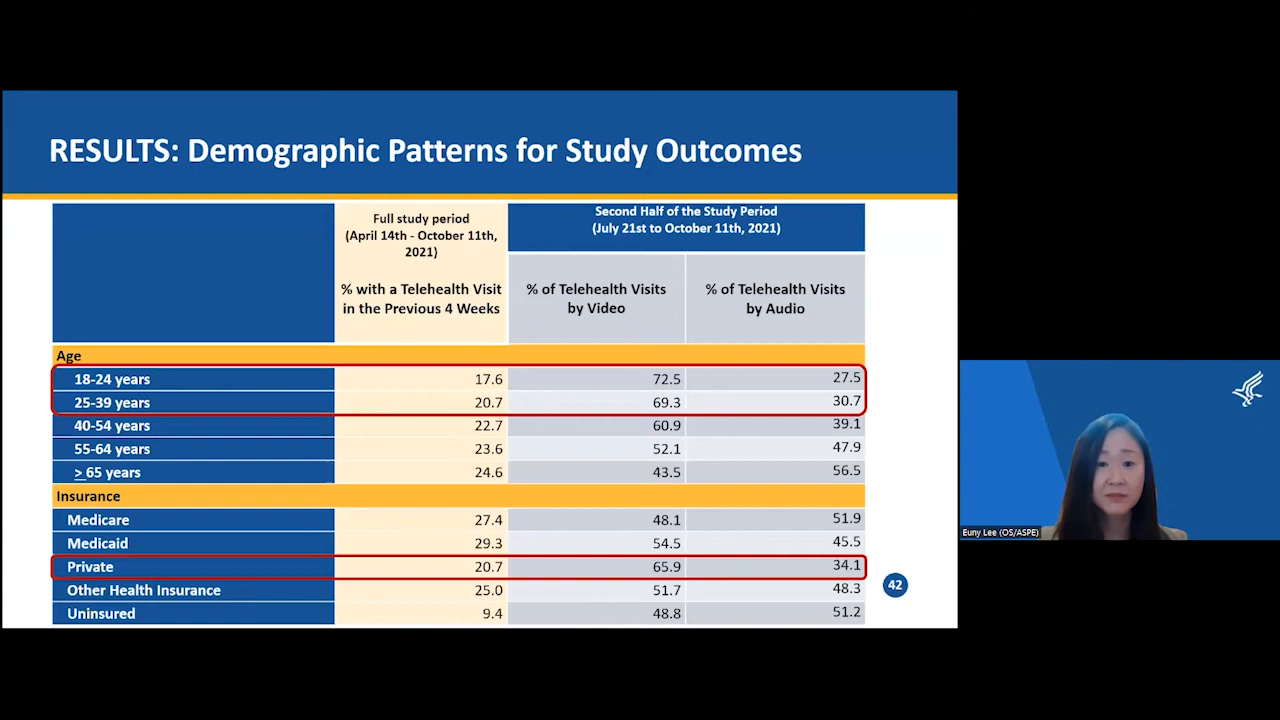 RESULTS: Demographic Patterns for Study Outcomes
Full study period
(April 14th - October 11th,
2021)
% with a Telehealth Visit
in the Previous 4 Weeks
Second Half of the Study Period
(July 21st to October 11th, 2021)
% of Telehealth Visits
by Video
% of Telehealth Visits
by Audio
Age
18-24 years 17.6 72.5 27.5
25-39 years 20.7 69.3 30.7
40-54 years 22.7 60.9 39.1
55-64 years 23.6 52.1 47.9
> 65 years 24.6 43.5 56.5
Insurance
Medicare 27.4 48.1 51.9
Medicaid 29.3 54.5 45.5
Private 20.7 65.9 34.1
Other Health Insurance 25.0 51.7 48.3
Uninsured 9.4 48.8 51.2
42
Euny Lee (OS/ASPE)